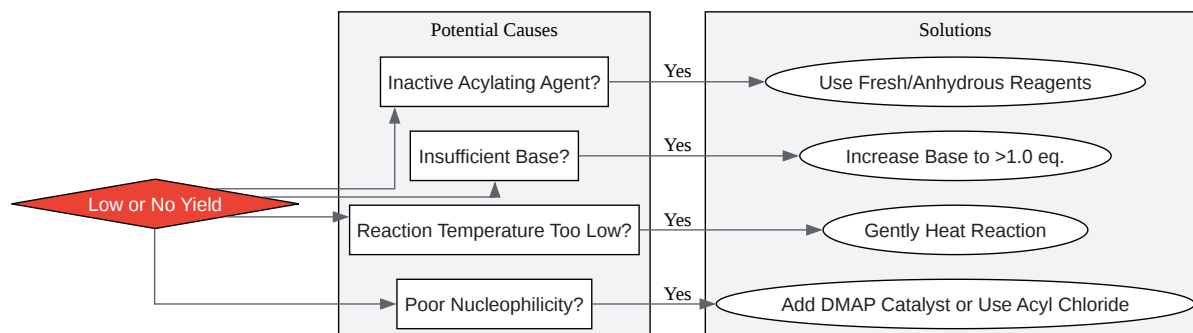 Potential Causes
Solutions
Inactive Acylating Agent?
Yes
Use Fresh/Anhydrous Reagents
Insufficient Base?
Yes
Increase Base to >1.0 eq.
Low or No Yield
Reaction Temperature Too Low?
Yes
Gently Heat Reaction
Poor Nucleophilicity?
Yes
Add DMAP Catalyst or Use Acyl Chloride